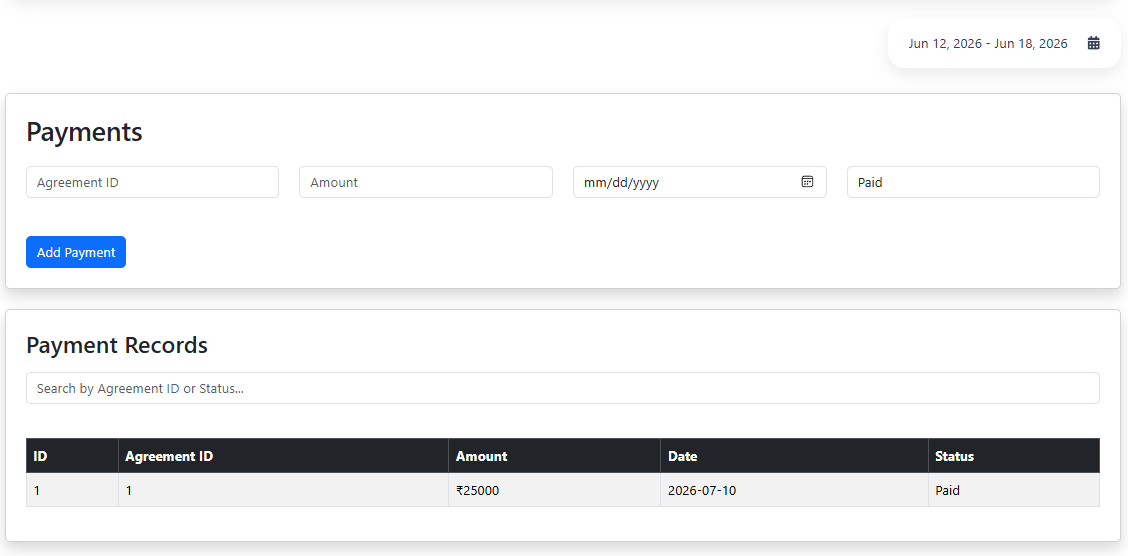 Jun 12, 2026 - Jun 18, 2026
Payments
Agreement ID Amount mm/dd/yyyy Paid
Add Payment
Payment Records
Search by Agreement ID or Status...
ID Agreement ID Amount Date Status
1 1 ₹25000 2026-07-10 Paid